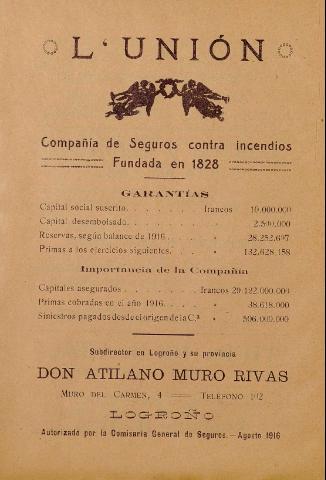 L'UNIÓN
Compañía de Seguros contra incendios
Fundada en 1828
GARANTÍAS
Capital social suscrito. . . . . . francos 10.000.000
Capital desembolsado. . . . . . » 2.500.000
Reservas, según balance de 1916. . . . » 28.252.697
Primas a los ejercicios siguientes. . . . » 132.628.158
Importancia de la Compañía
Capitales asegurados . . . . . francos 29.122.000.000
Primas cobradas en el año 1916. . . . » 38.618.000
Siniestros pagados desde el origen de la C.ª » 506.000.000
Subdirector en Logroño y su provincia
DON ATILANO MURO RIVAS
MURO DEL CARMEN, 4 — TELÉFONO 102
LOGROÑO
Autorizado por la Comisaría General de Seguros.—Agosto 1916